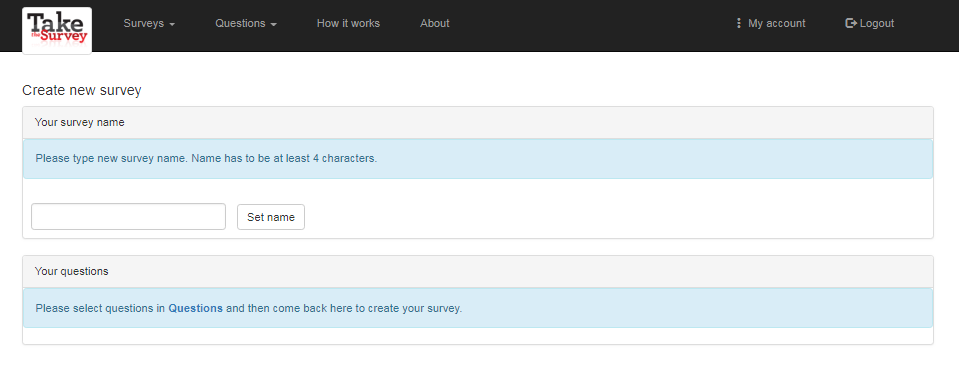 Take
the Survey
Surveys
Questions
How it works
About
My account
Logout
Create new survey
Your survey name
Please type new survey name. Name has to be at least 4 characters.
Set name
Your questions
Please select questions in Questions and then come back here to create your survey.